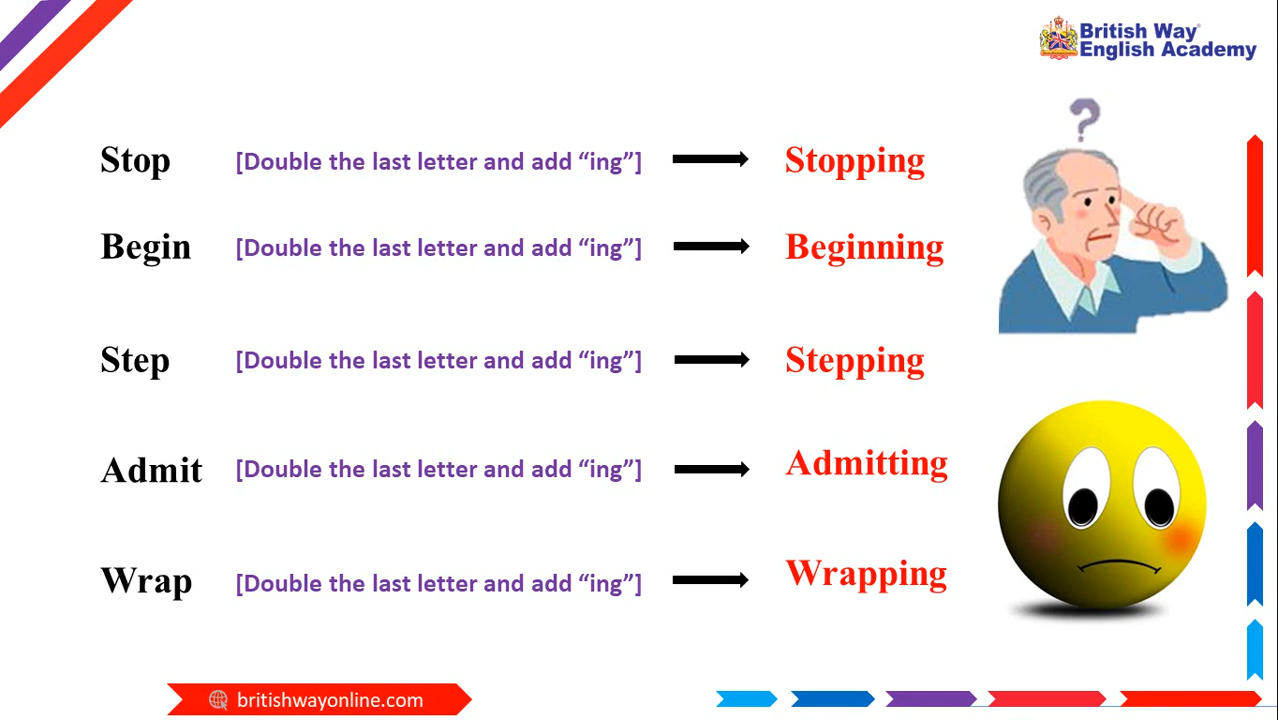 British Way
English Academy
?
Stop [Double the last letter and add “ing”] Stopping
Begin [Double the last letter and add “ing”] Beginning
Step [Double the last letter and add “ing”] Stepping
Admit [Double the last letter and add “ing”] Admitting
Wrap [Double the last letter and add “ing”] Wrapping
britishwayonline.com